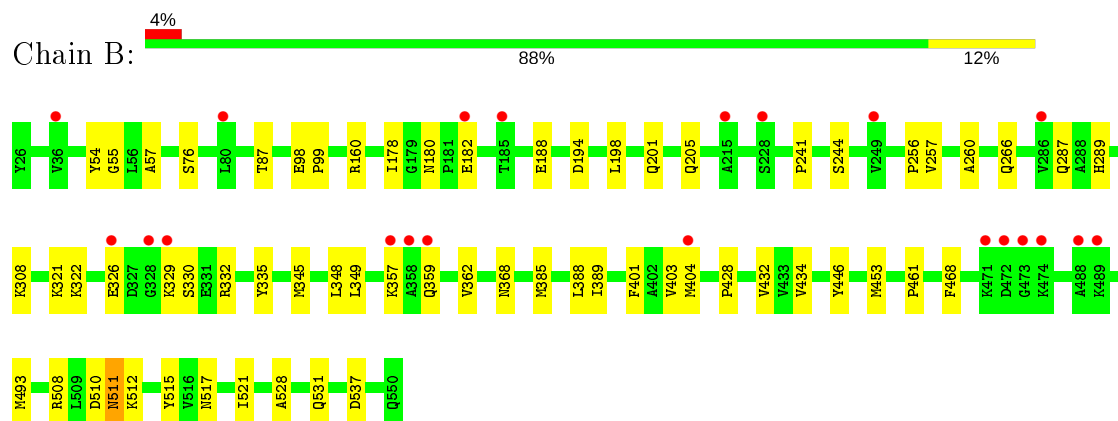 4%
Chain B:
88% 12%
Y26 V36 Y54 G55 L56 A57 S76 L80 T87 E98 P99 R160 I178 G179 N180 P181 E182 T185 E188 D194 L198 Q201 Q205 A215 S228 P241 S244 V249 P256 V257 A260 Q266 V286 Q287 A288 H289
K308 K321 K322 E326 D327 G328 K329 S330 E331 R332 Y335 M345 L348 L349 K357 A358 Q359 V362 N368 M385 L388 I389 F401 A402 V403 M404 P428 V432 V433 V434 Y446 M453 P461 F468 K471 D472 G473 K474 A488 K489
M493 R508 L509 D510 N511 K512 Y515 V516 N517 I521 A528 Q531 D537 Q550